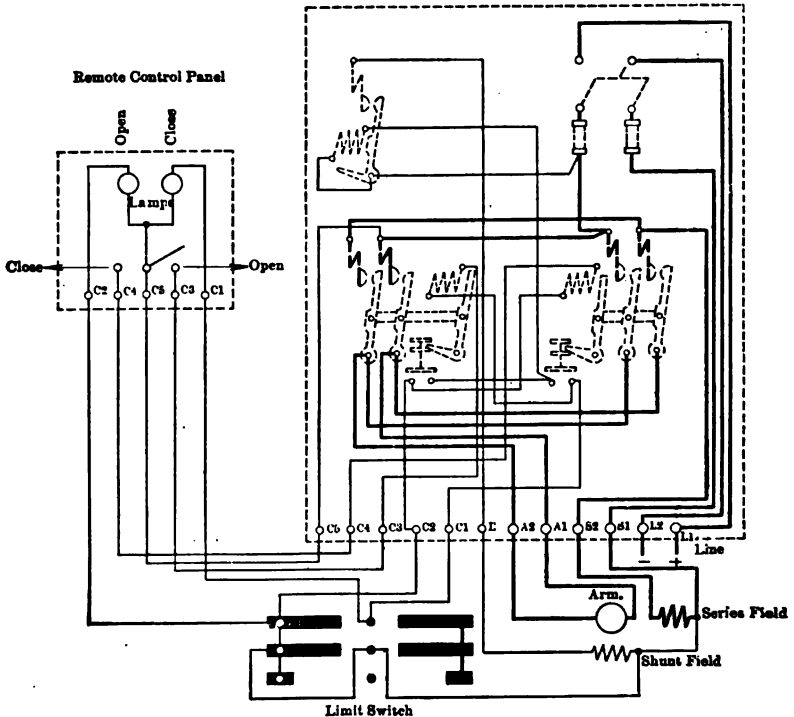 Remote Control Panel
Open
Close
Lamps
Close
Open
C2
C4
C5
C3
C1
C5
C4
C3
C2
C1
E
A2
A1
S2
S1
L2
L1
Line
− +
Arm.
Series Field
Shunt Field
Limit Switch